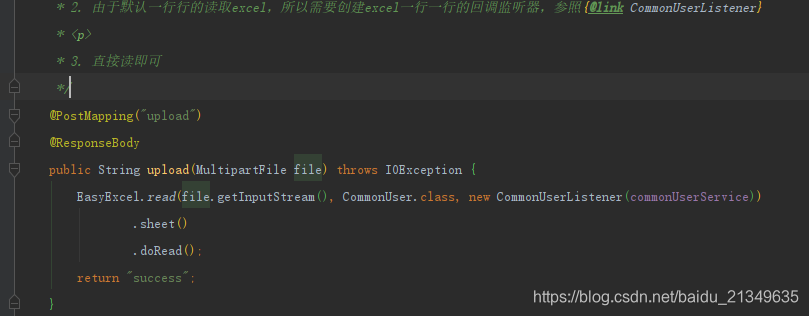 * 2. 由于默认一行行的读取excel，所以需要创建excel一行一行的回调监听器，参照{@link CommonUserListener}
* <p>
* 3. 直接读即可
*/
@PostMapping("upload")
@ResponseBody
public String upload(MultipartFile file) throws IOException {
EasyExcel.read(file.getInputStream(), CommonUser.class, new CommonUserListener(commonUserService))
.sheet()
.doRead();
return "success";
}
https://blog.csdn.net/baidu_21349635